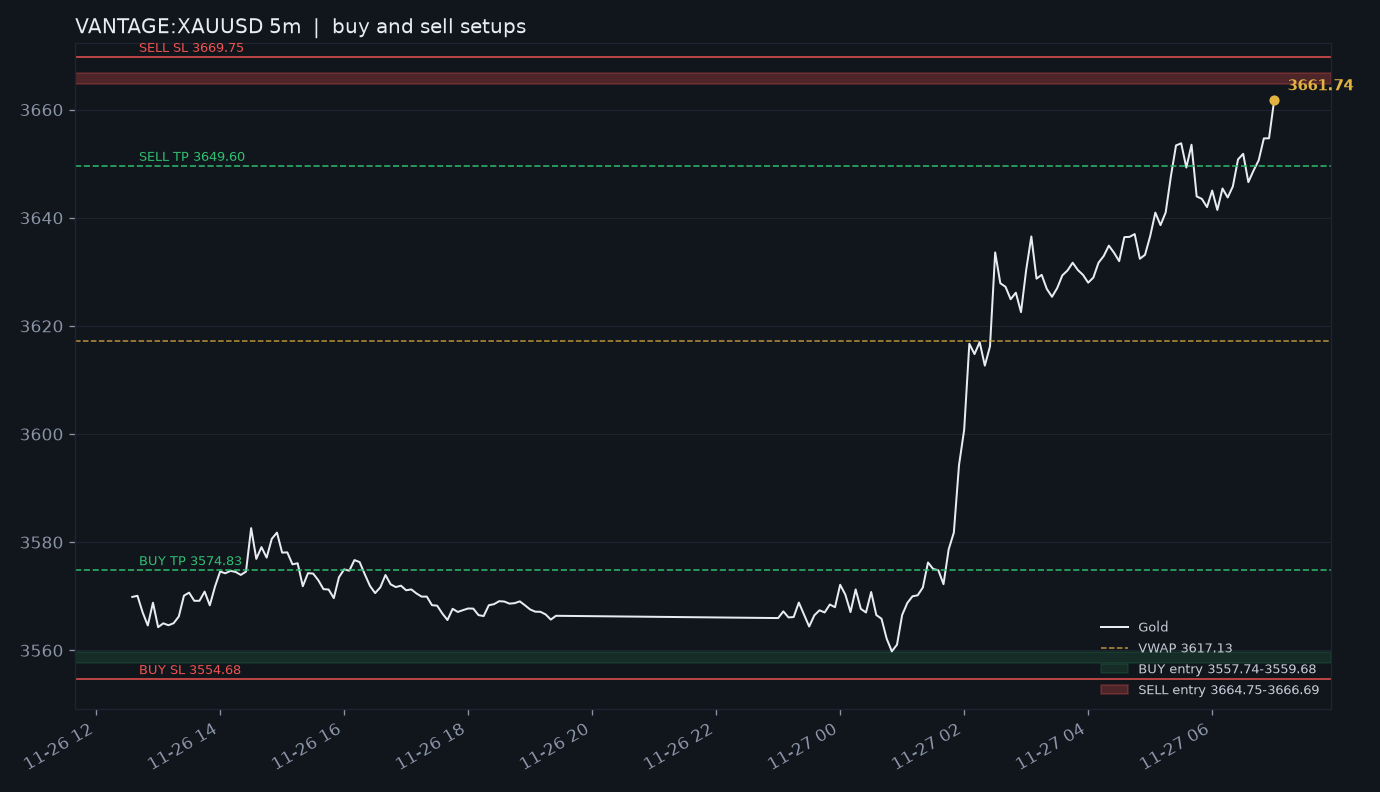 VANTAGE:XAUUSD 5m | buy and sell setups
SELL SL 3669.75
3661.74
3660
SELL TP 3649.60
3640
3620
3600
3580
BUY TP 3574.83
3560
BUY SL 3554.68
Gold
VWAP 3617.13
BUY entry 3557.74-3559.68
SELL entry 3664.75-3666.69
11-26 12
11-26 14
11-26 16
11-26 18
11-26 20
11-26 22
11-27 00
11-27 02
11-27 04
11-27 06